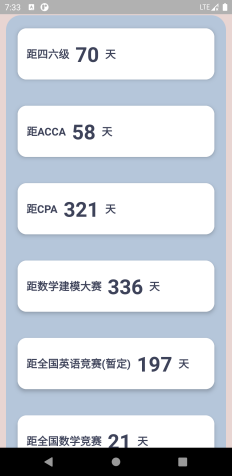 7:33 LTE
距四六级 70 天
距ACCA 58 天
距CPA 321 天
距数学建模大赛 336 天
距全国英语竞赛(暂定) 197 天
距全国数学竞赛 21 天